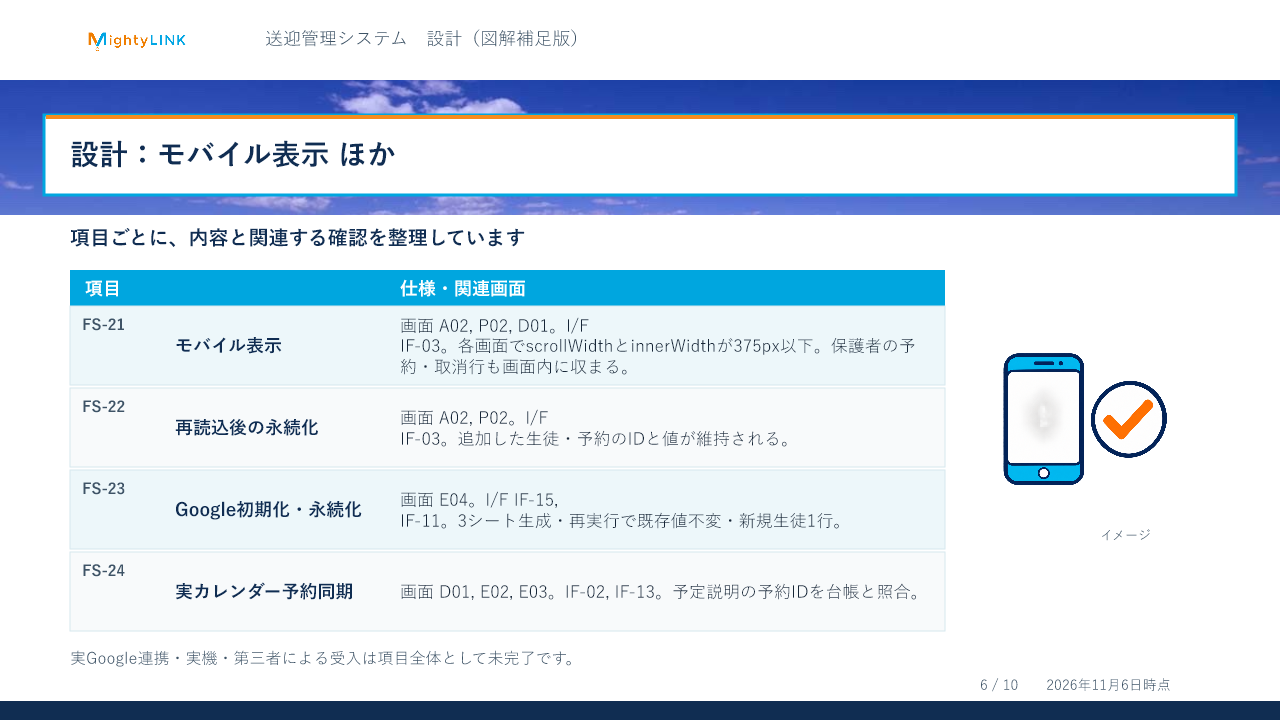 MightyLINK
送迎管理システム　設計（図解補足版）
設計：モバイル表示 ほか
項目ごとに、内容と関連する確認を整理しています
項目
仕様・関連画面
FS-21
モバイル表示
画面 A02, P02, D01。I/F
IF-03。各画面でscrollWidthとinnerWidthが375px以下。保護者の予
約・取消行も画面内に収まる。
FS-22
再読込後の永続化
画面 A02, P02。I/F
IF-03。追加した生徒・予約のIDと値が維持される。
FS-23
Google初期化・永続化
画面 E04。I/F IF-15,
IF-11。3シート生成・再実行で既存値不変・新規生徒1行。
FS-24
実カレンダー予約同期
画面 D01, E02, E03。IF-02, IF-13。予定説明の予約IDを台帳と照合。
イメージ
実Google連携・実機・第三者による受入は項目全体として未完了です。
6 / 10
2026年11月6日時点